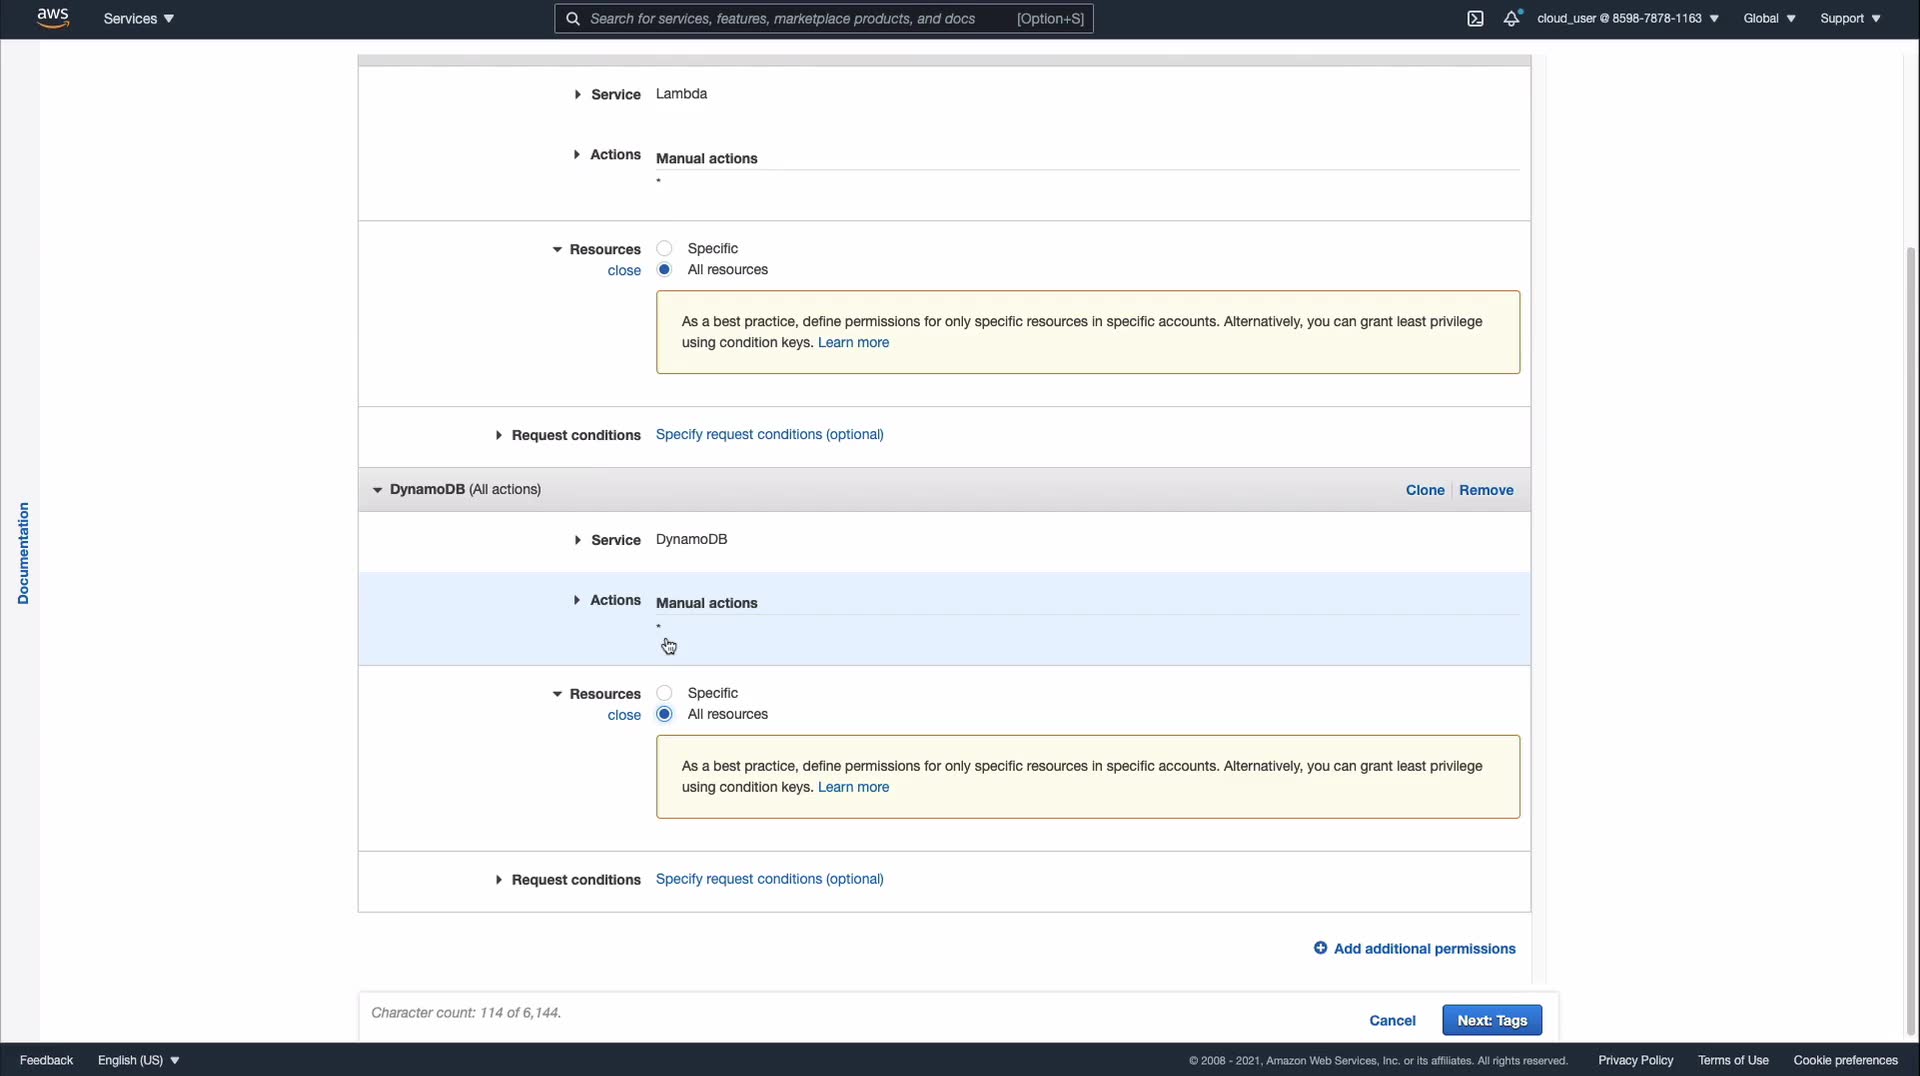 aws
Services
Search for services, features, marketplace products, and docs [Option+S]
cloud_user @ 8598-7878-1163
Global
Support
Service Lambda
Actions Manual actions
*
Resources Specific
close All resources
As a best practice, define permissions for only specific resources in specific accounts. Alternatively, you can grant least privilege
using condition keys. Learn more
Request conditions Specify request conditions (optional)
DynamoDB (All actions) Clone Remove
Service DynamoDB
Documentation
Actions Manual actions
*
Resources Specific
close All resources
As a best practice, define permissions for only specific resources in specific accounts. Alternatively, you can grant least privilege
using condition keys. Learn more
Request conditions Specify request conditions (optional)
Add additional permissions
Character count: 114 of 6,144.
Cancel
Next: Tags
Feedback English (US) © 2008 - 2021, Amazon Web Services, Inc. or its affiliates. All rights reserved. Privacy Policy Terms of Use Cookie preferences